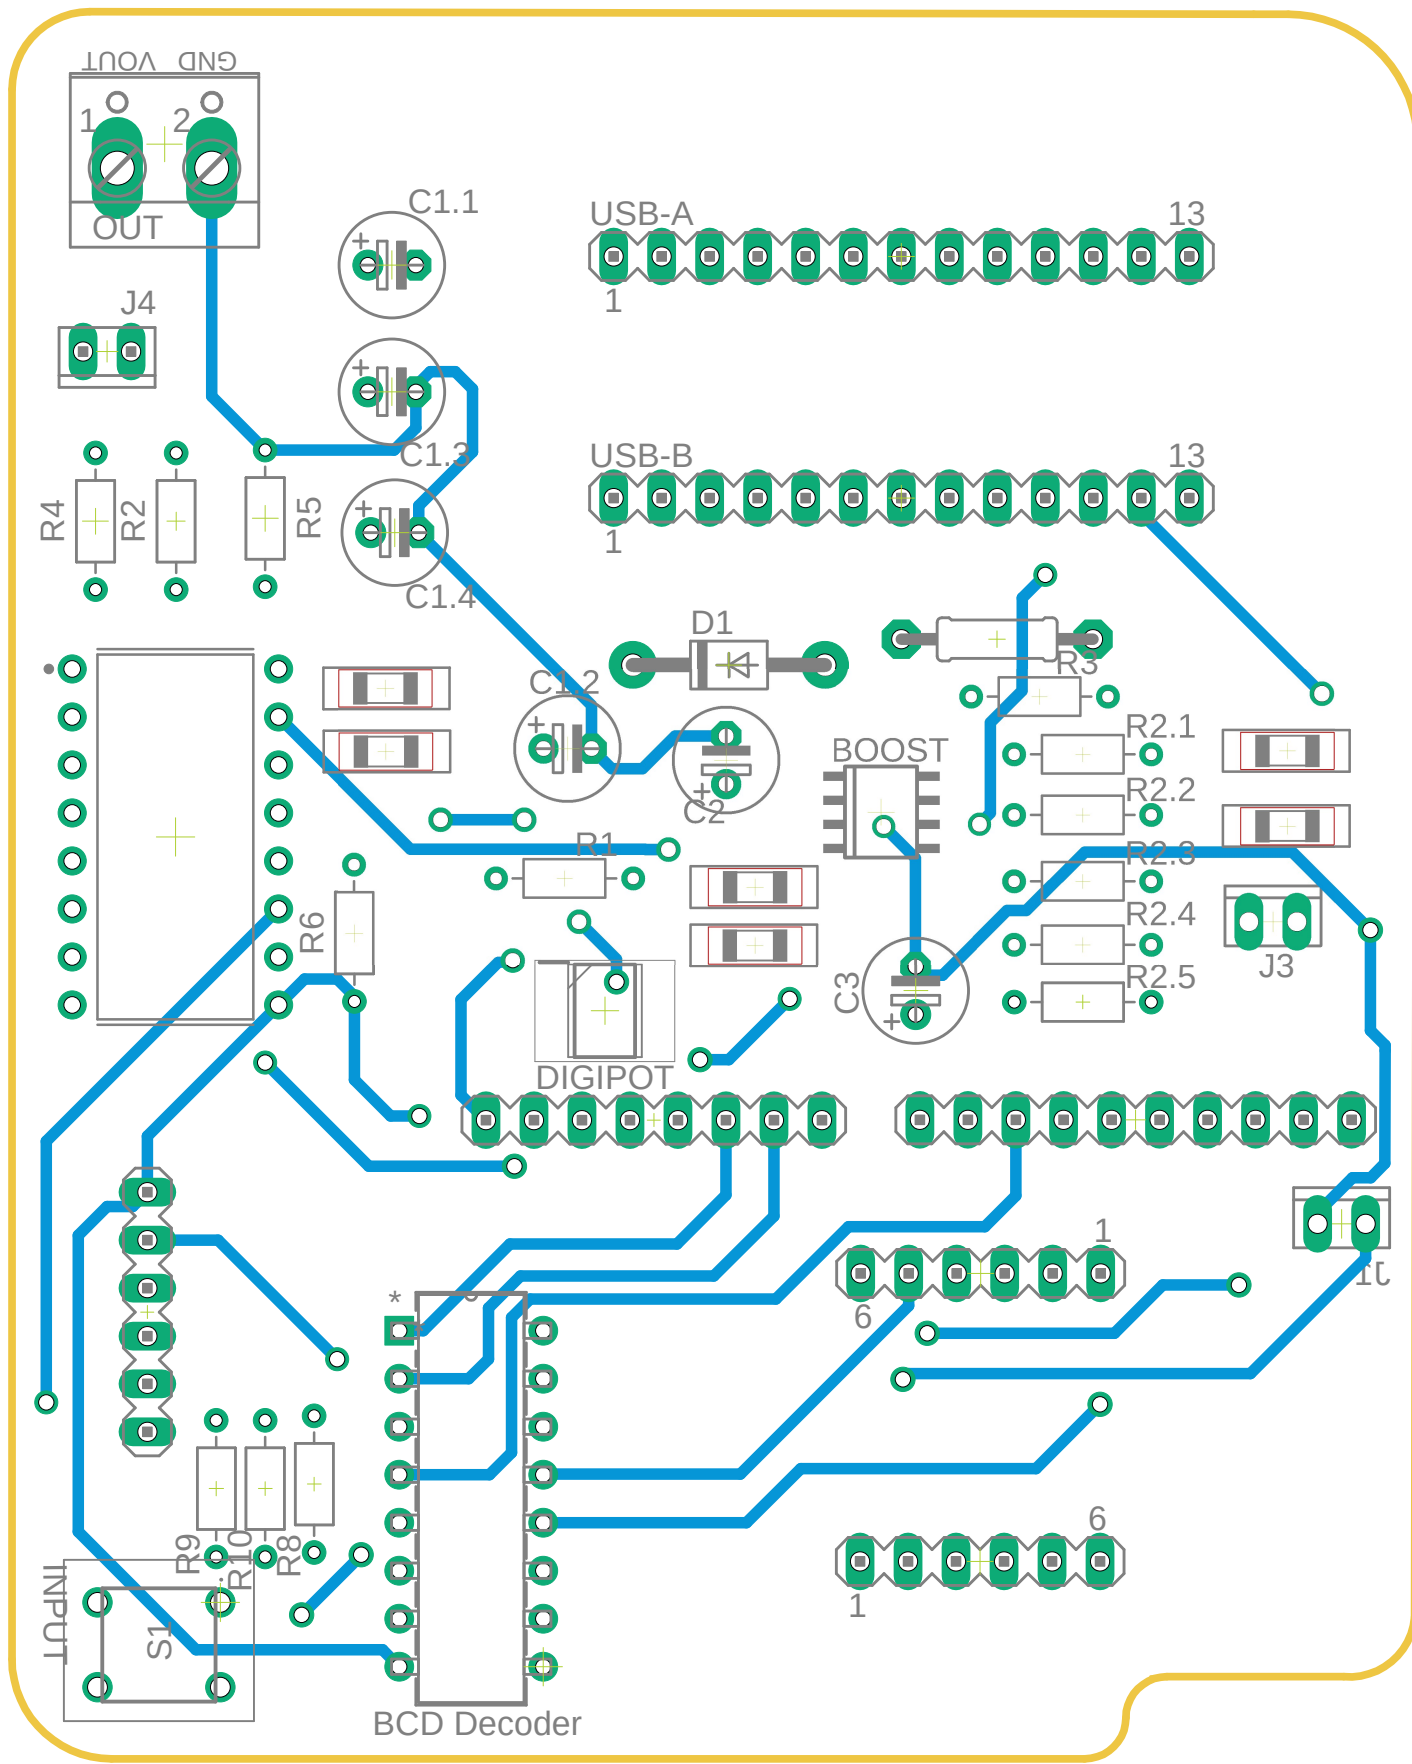 VOUT GND
1 2
OUT
C1.1
USB-A 13
1
J4
C1.3
USB-B 13
1
R4
R2
R5
C1.4
D1
R3
C1.2
R2.1
BOOST
R2.2
C2
R1
R2.3
R6
R2.4
J3
R2.5
C3
DIGIPOT
1
6
J1
*
6
1
R9
R10
R8
INPUT
S1
BCD Decoder